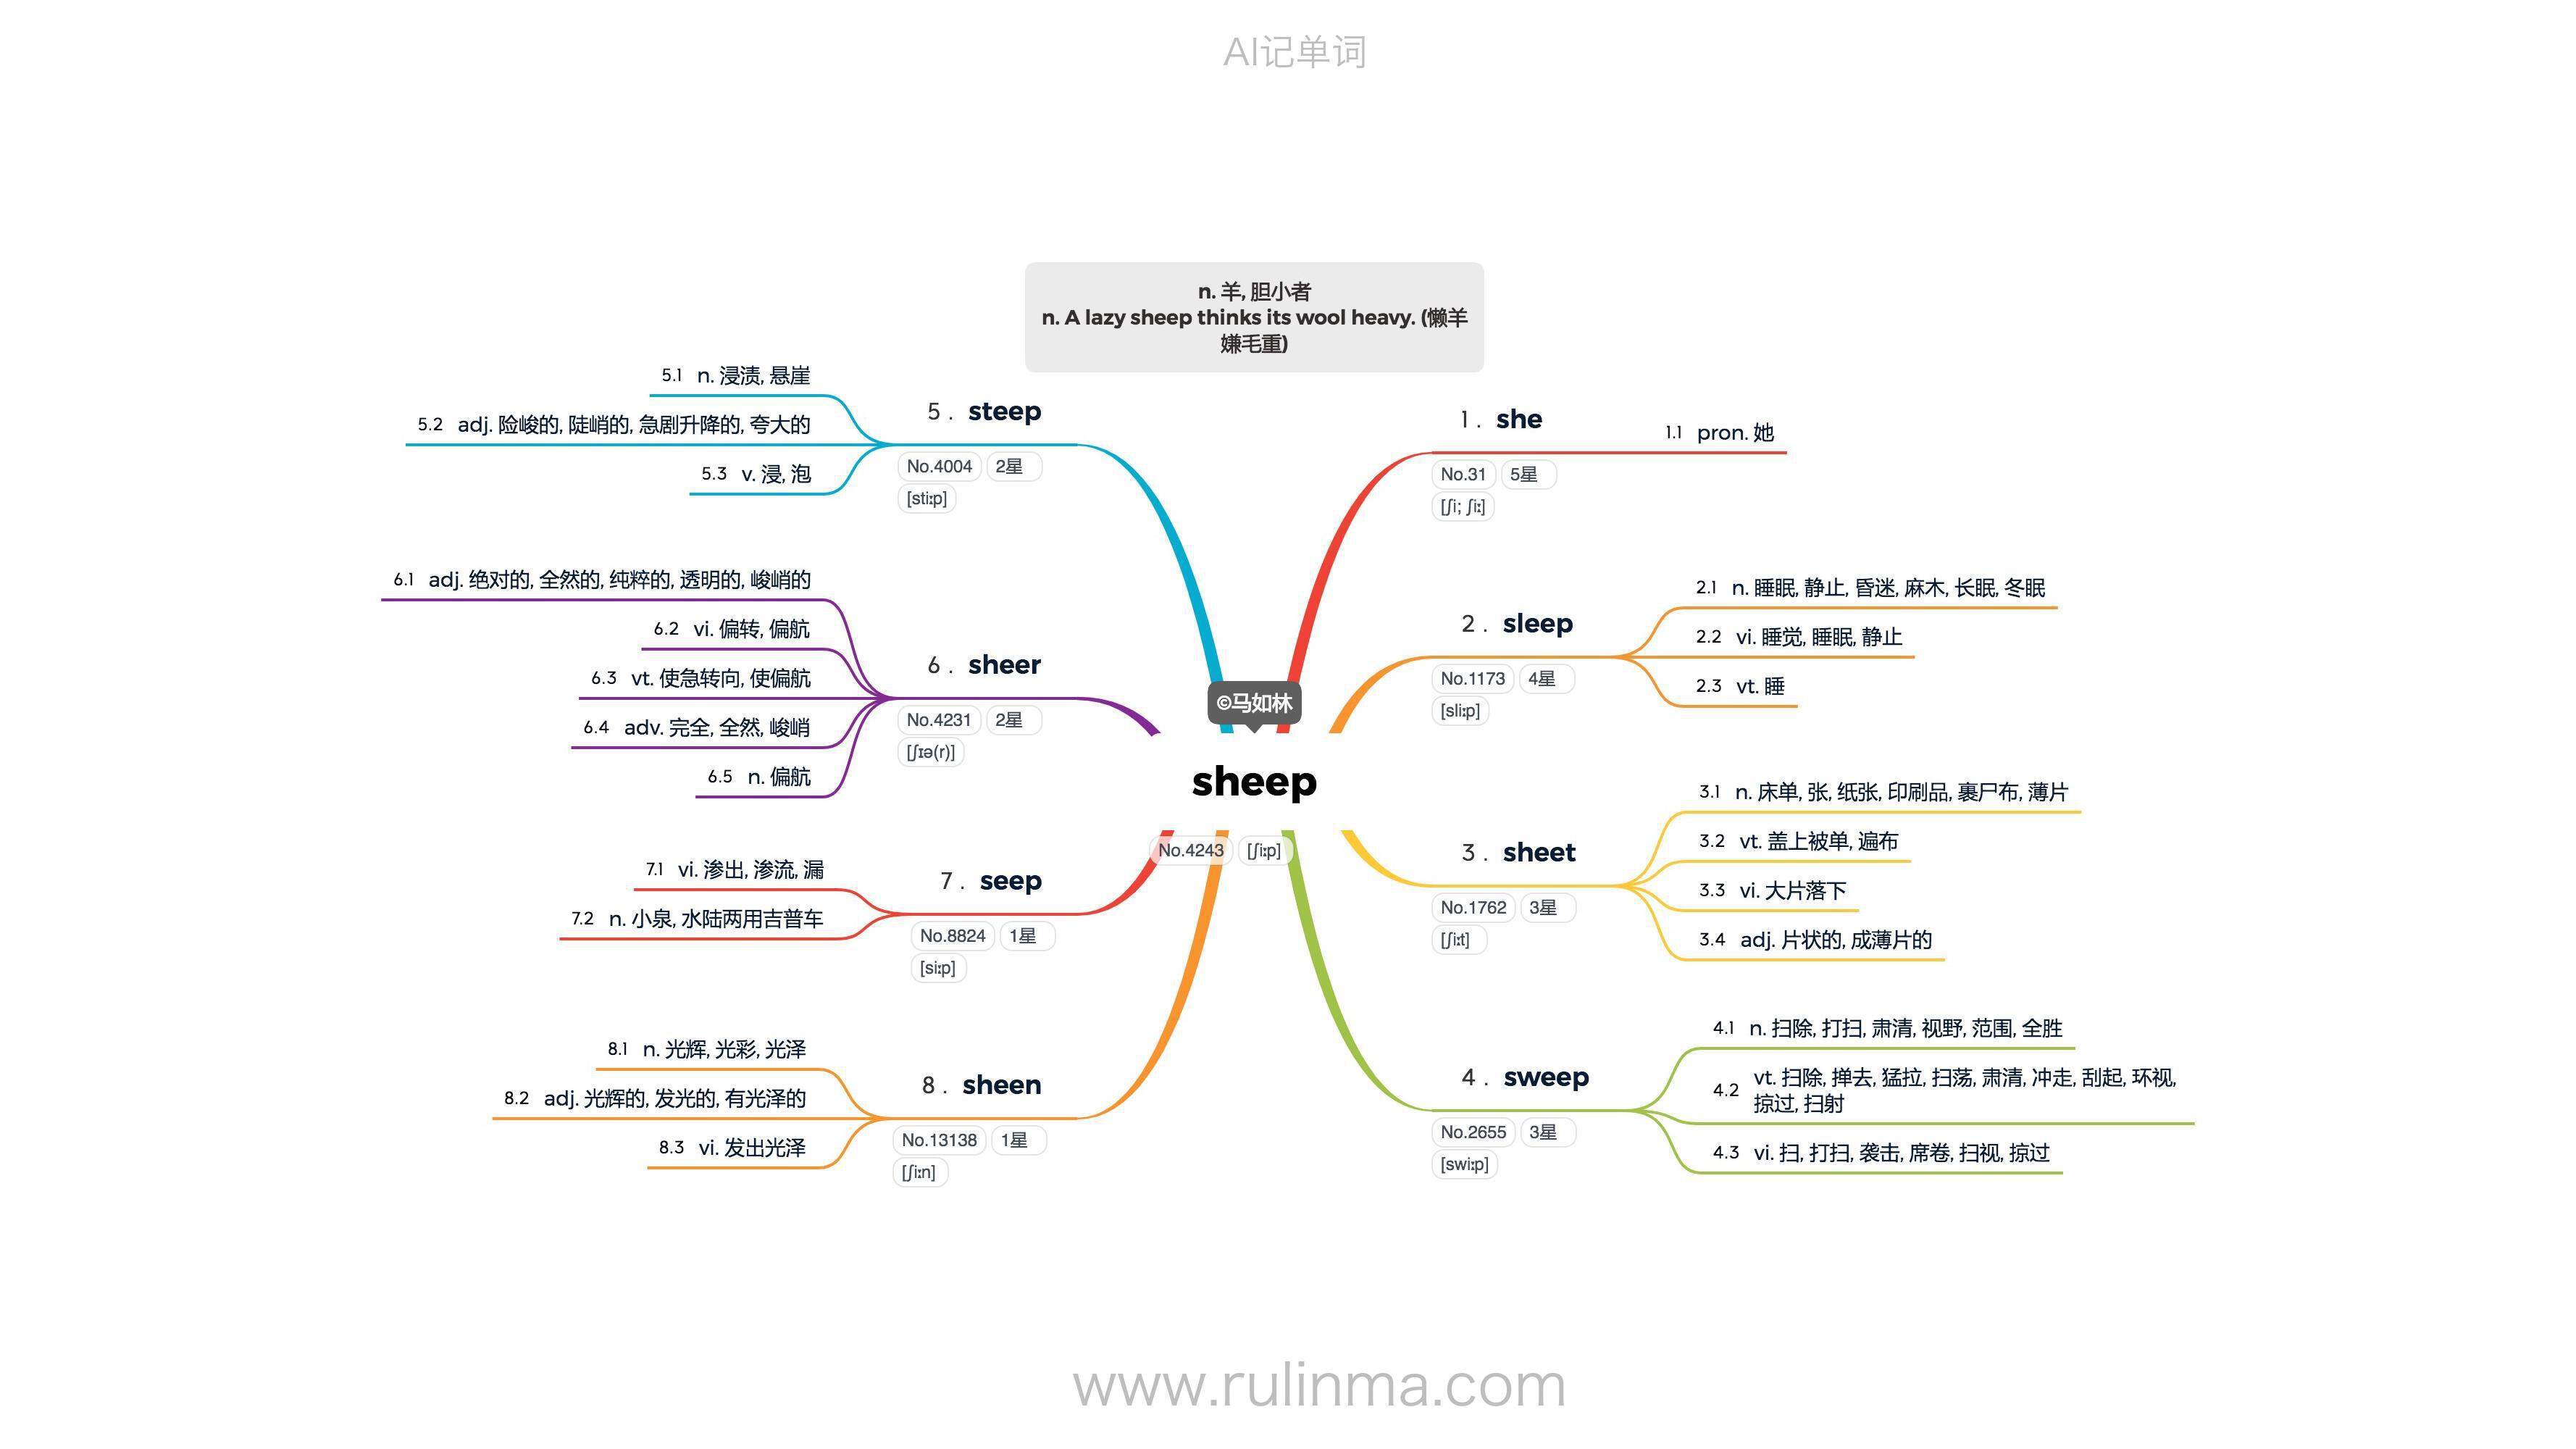 AI记单词
n. 羊, 胆小者
n. A lazy sheep thinks its wool heavy. (懒羊
嫌毛重)
©马如林
sheep
No.4243 [ʃiːp]
1 . she
No.31 5星
[ʃi; ʃiː]
1.1 pron. 她
2 . sleep
No.1173 4星
[sliːp]
2.1 n. 睡眠, 静止, 昏迷, 麻木, 长眠, 冬眠
2.2 vi. 睡觉, 睡眠, 静止
2.3 vt. 睡
3 . sheet
No.1762 3星
[ʃiːt]
3.1 n. 床单, 张, 纸张, 印刷品, 裹尸布, 薄片
3.2 vt. 盖上被单, 遍布
3.3 vi. 大片落下
3.4 adj. 片状的, 成薄片的
4 . sweep
No.2655 3星
[swiːp]
4.1 n. 扫除, 打扫, 肃清, 视野, 范围, 全胜
4.2 vt. 扫除, 掸去, 猛拉, 扫荡, 肃清, 冲走, 刮起, 环视,
掠过, 扫射
4.3 vi. 扫, 打扫, 袭击, 席卷, 扫视, 掠过
5 . steep
No.4004 2星
[stiːp]
5.1 n. 浸渍, 悬崖
5.2 adj. 险峻的, 陡峭的, 急剧升降的, 夸大的
5.3 v. 浸, 泡
6 . sheer
No.4231 2星
[ʃɪə(r)]
6.1 adj. 绝对的, 全然的, 纯粹的, 透明的, 峻峭的
6.2 vi. 偏转, 偏航
6.3 vt. 使急转向, 使偏航
6.4 adv. 完全, 全然, 峻峭
6.5 n. 偏航
7 . seep
No.8824 1星
[siːp]
7.1 vi. 渗出, 渗流, 漏
7.2 n. 小泉, 水陆两用吉普车
8 . sheen
No.13138 1星
[ʃiːn]
8.1 n. 光辉, 光彩, 光泽
8.2 adj. 光辉的, 发光的, 有光泽的
8.3 vi. 发出光泽
www.rulinma.com